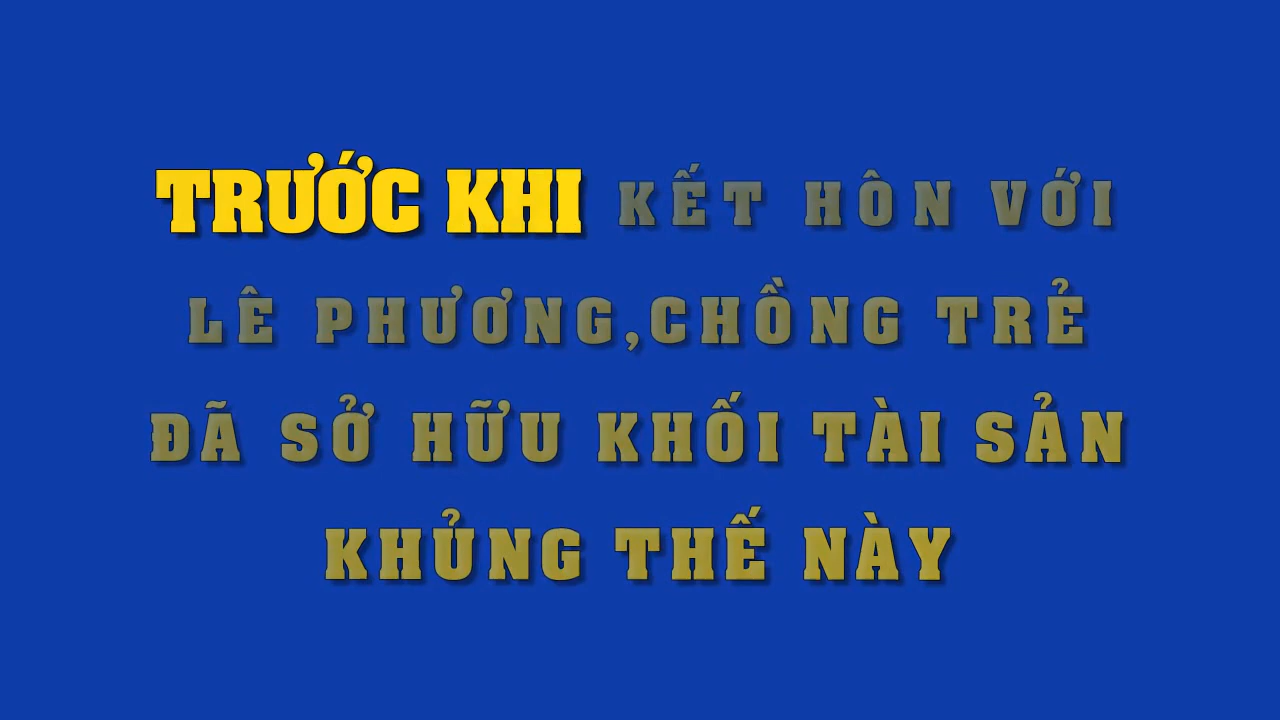 TRƯỚC KHI KẾT HÔN VỚI
LÊ PHƯƠNG,CHỒNG TRẺ
ĐÃ SỞ HỮU KHỐI TÀI SẢN
KHỦNG THẾ NÀY